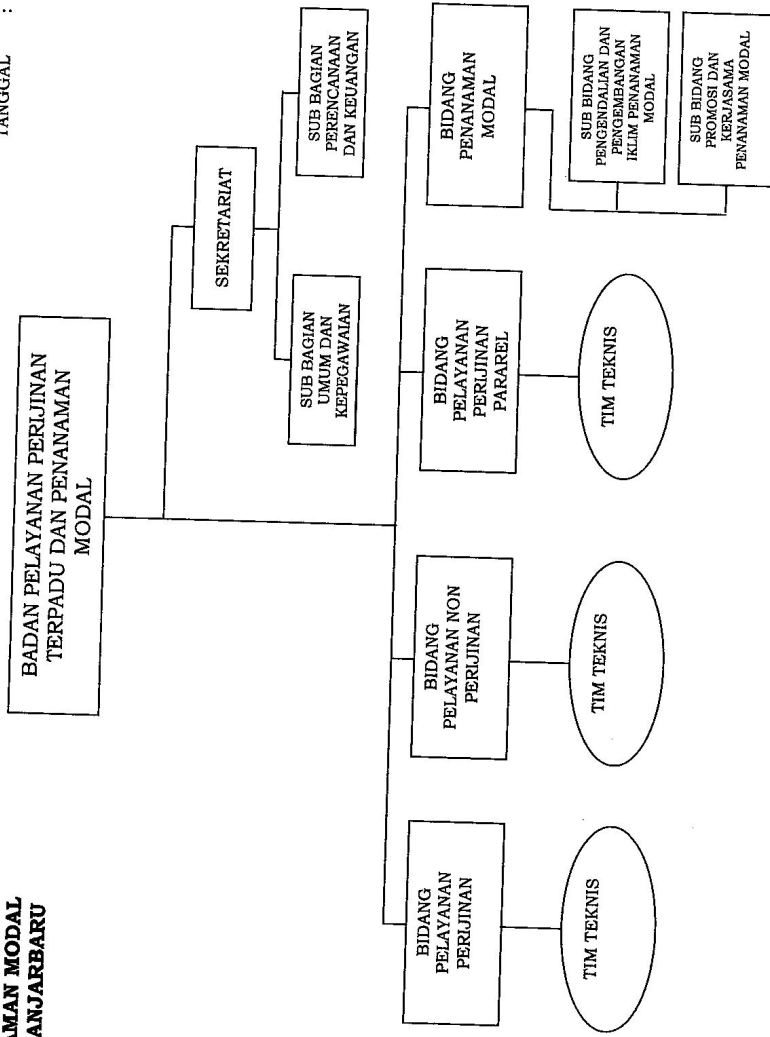 TANGGAL :
AMAN MODAL
ANJARBARU
BADAN PELAYANAN PERIJINAN
TERPADU DAN PENANAMAN
MODAL
SEKRETARIAT
SUB BAGIAN
UMUM DAN
KEPEGAWAIAN
SUB BAGIAN
PERENCANAAN
DAN KEUANGAN
BIDANG
PELAYANAN
PERIJINAN
BIDANG
PELAYANAN NON
PERIJINAN
BIDANG
PELAYANAN
PERIJINAN
PARAREL
BIDANG
PENANAMAN
MODAL
TIM TEKNIS
TIM TEKNIS
TIM TEKNIS
SUB BIDANG
PENGENDALIAN DAN
PENGEMBANGAN
IKLIM PENANAMAN
MODAL
SUB BIDANG
PROMOSI DAN
KERJASAMA
PENANAMAN MODAL